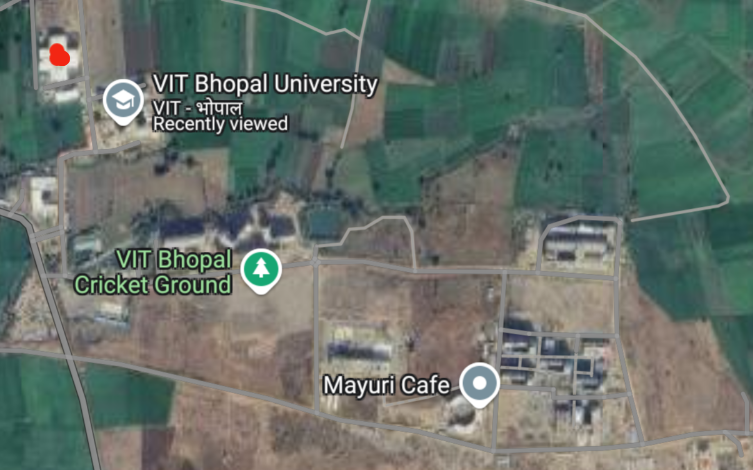 VIT Bhopal University
VIT - भोपाल
Recently viewed
VIT Bhopal
Cricket Ground
Mayuri Cafe